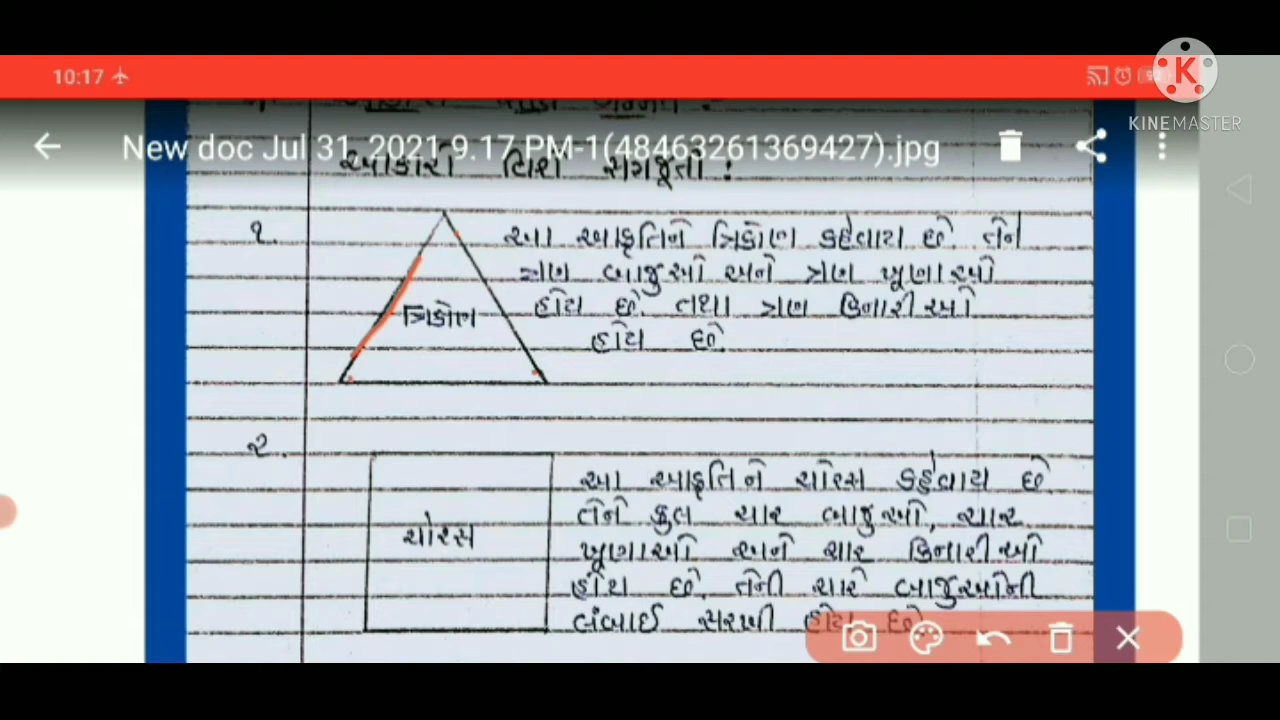 10:17
KINEMASTER
New doc Jul 31, 2021 9.17 PM-1(48463261369427).jpg
આકારો વિશે સમજૂતી :
૧.
આ આકૃતિને ત્રિકોણ કહેવાય છે. તેને
ત્રણ બાજુઓ અને ત્રણ ખૂણાઓ
હોય છે. તથા ત્રણ કિનારીઓ
હોય છે.
ત્રિકોણ
૨.
આ આકૃતિને ચોરસ કહેવાય છે
તેને કુલ ચાર બાજુઓ, ચાર
ખૂણાઓ અને ચાર કિનારીઓ
હોય છે. તેની ચારે બાજુઓની
લંબાઈ સરખી હોય છે.
ચોરસ